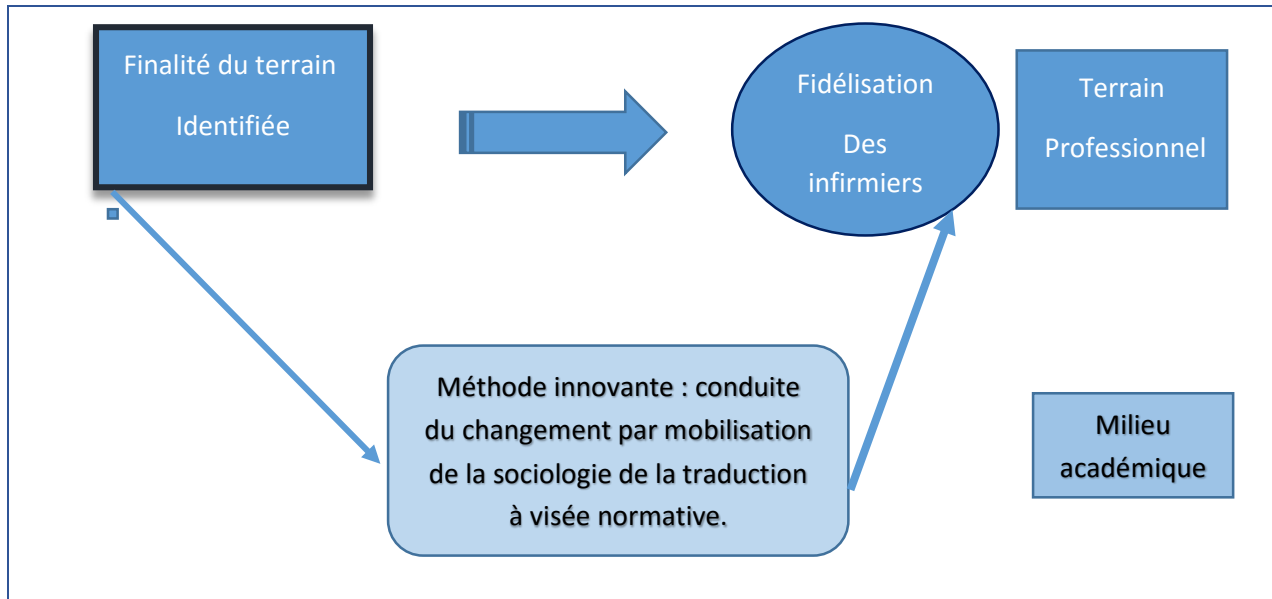 Finalité du terrain
Identifiée
Fidélisation
Des
infirmiers
Terrain
Professionnel
Méthode innovante : conduite
du changement par mobilisation
de la sociologie de la traduction
à visée normative.
Milieu
académique